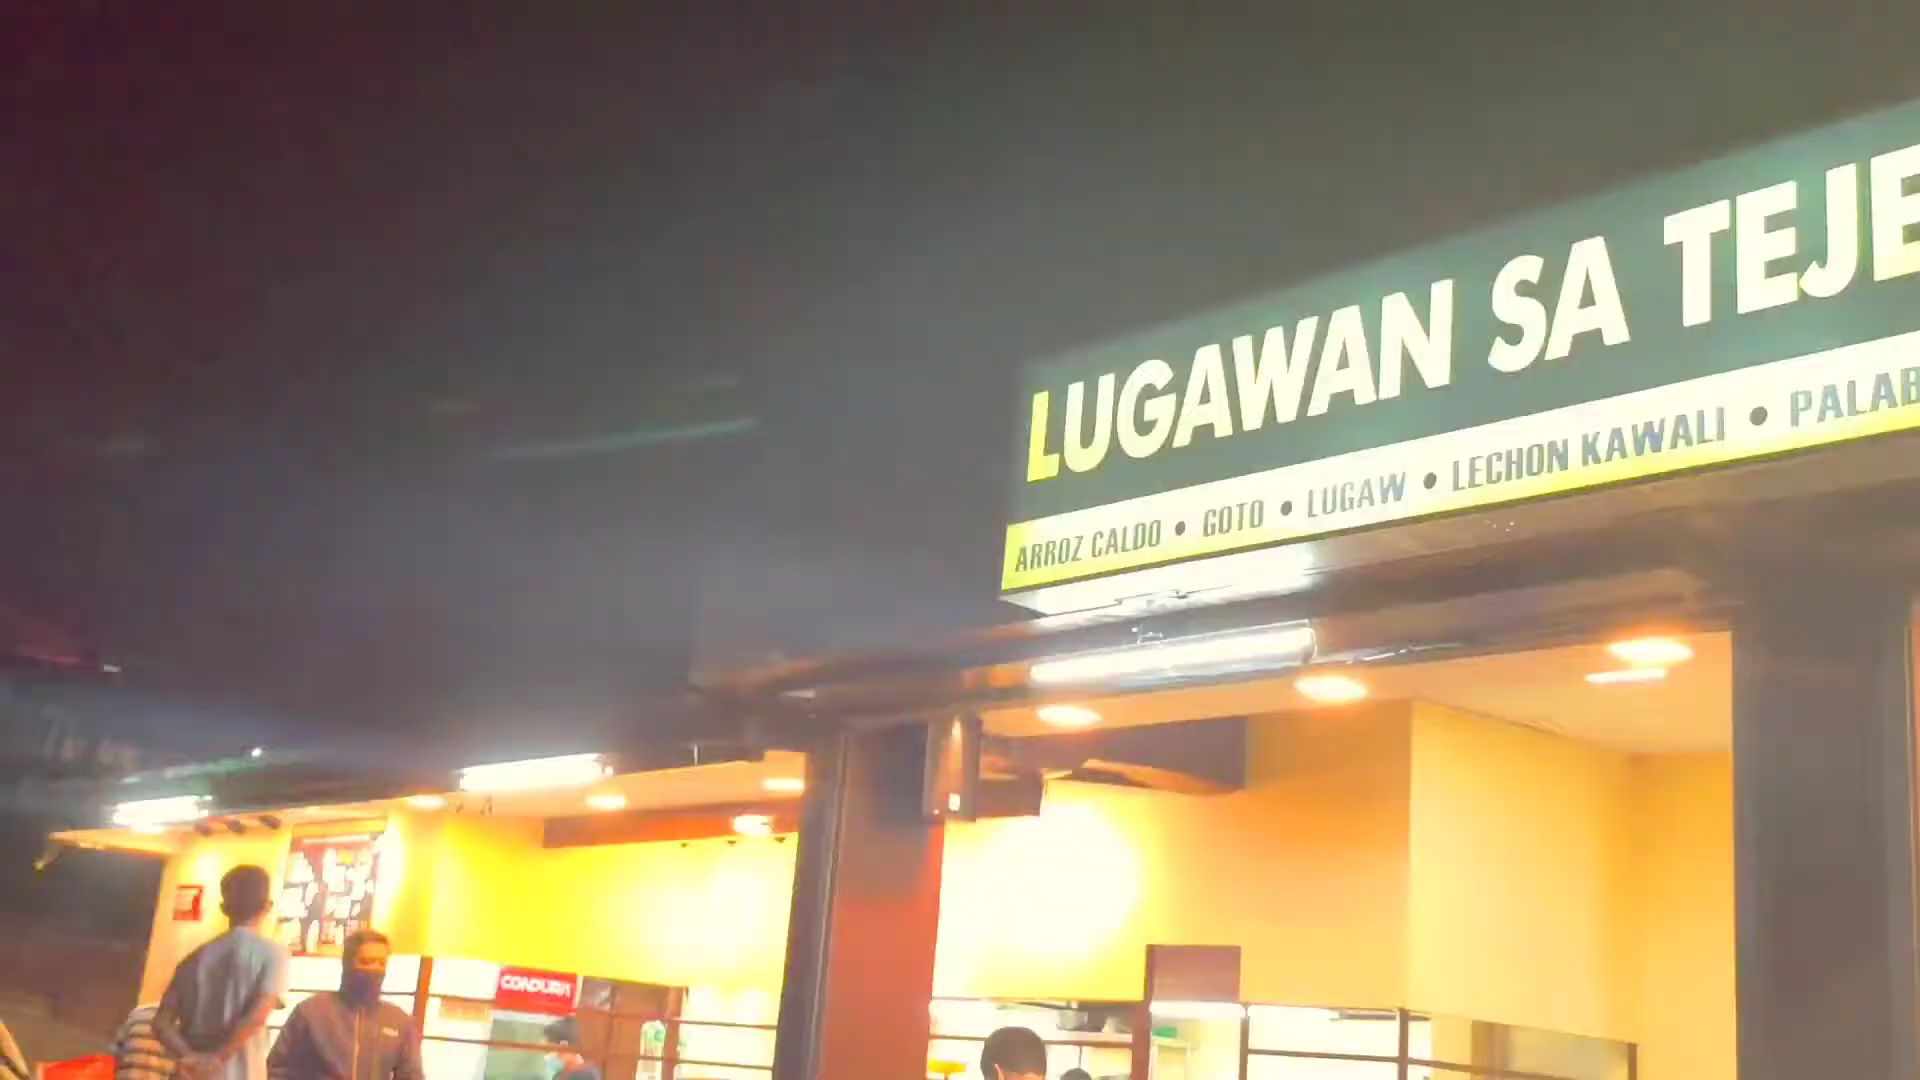 LUGAWAN SA TEJE
ARROZ CALDO • GOTO • LUGAW • LECHON KAWALI • PALAB
CONDURA